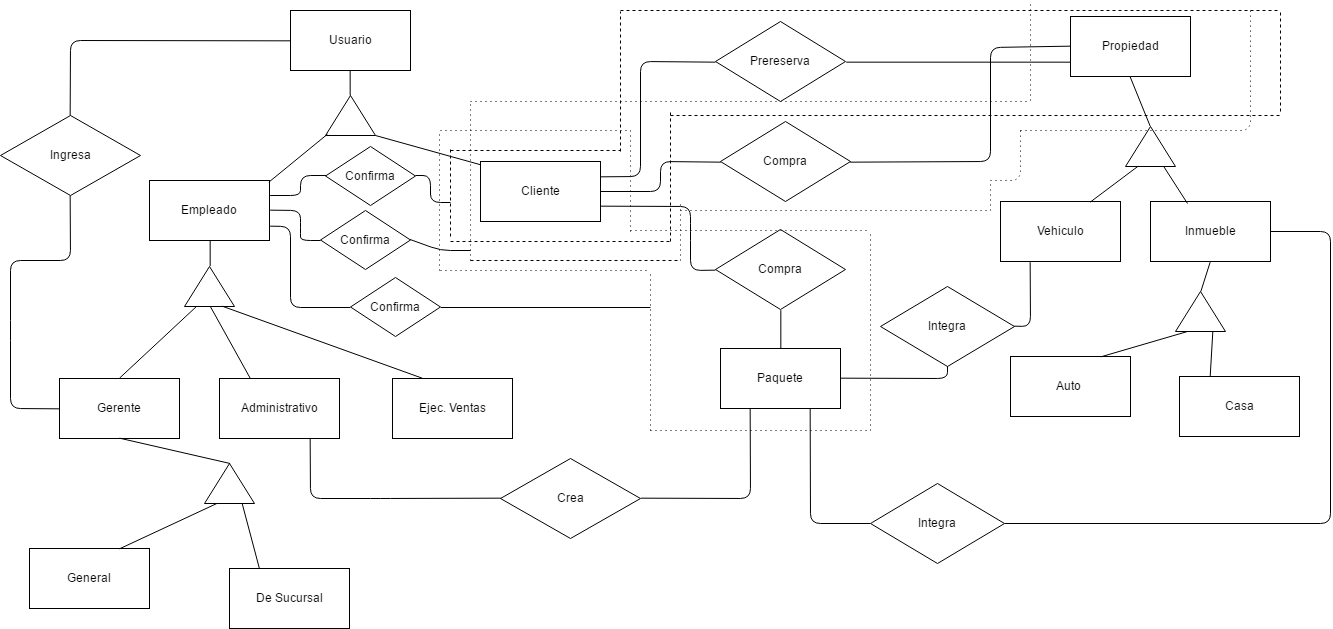 Usuario
Prereserva
Propiedad
Ingresa
Compra
Confirma
Cliente
Empleado
Vehiculo
Inmueble
Confirma
Compra
Confirma
Integra
Paquete
Auto
Casa
Gerente
Administrativo
Ejec. Ventas
Crea
Integra
General
De Sucursal